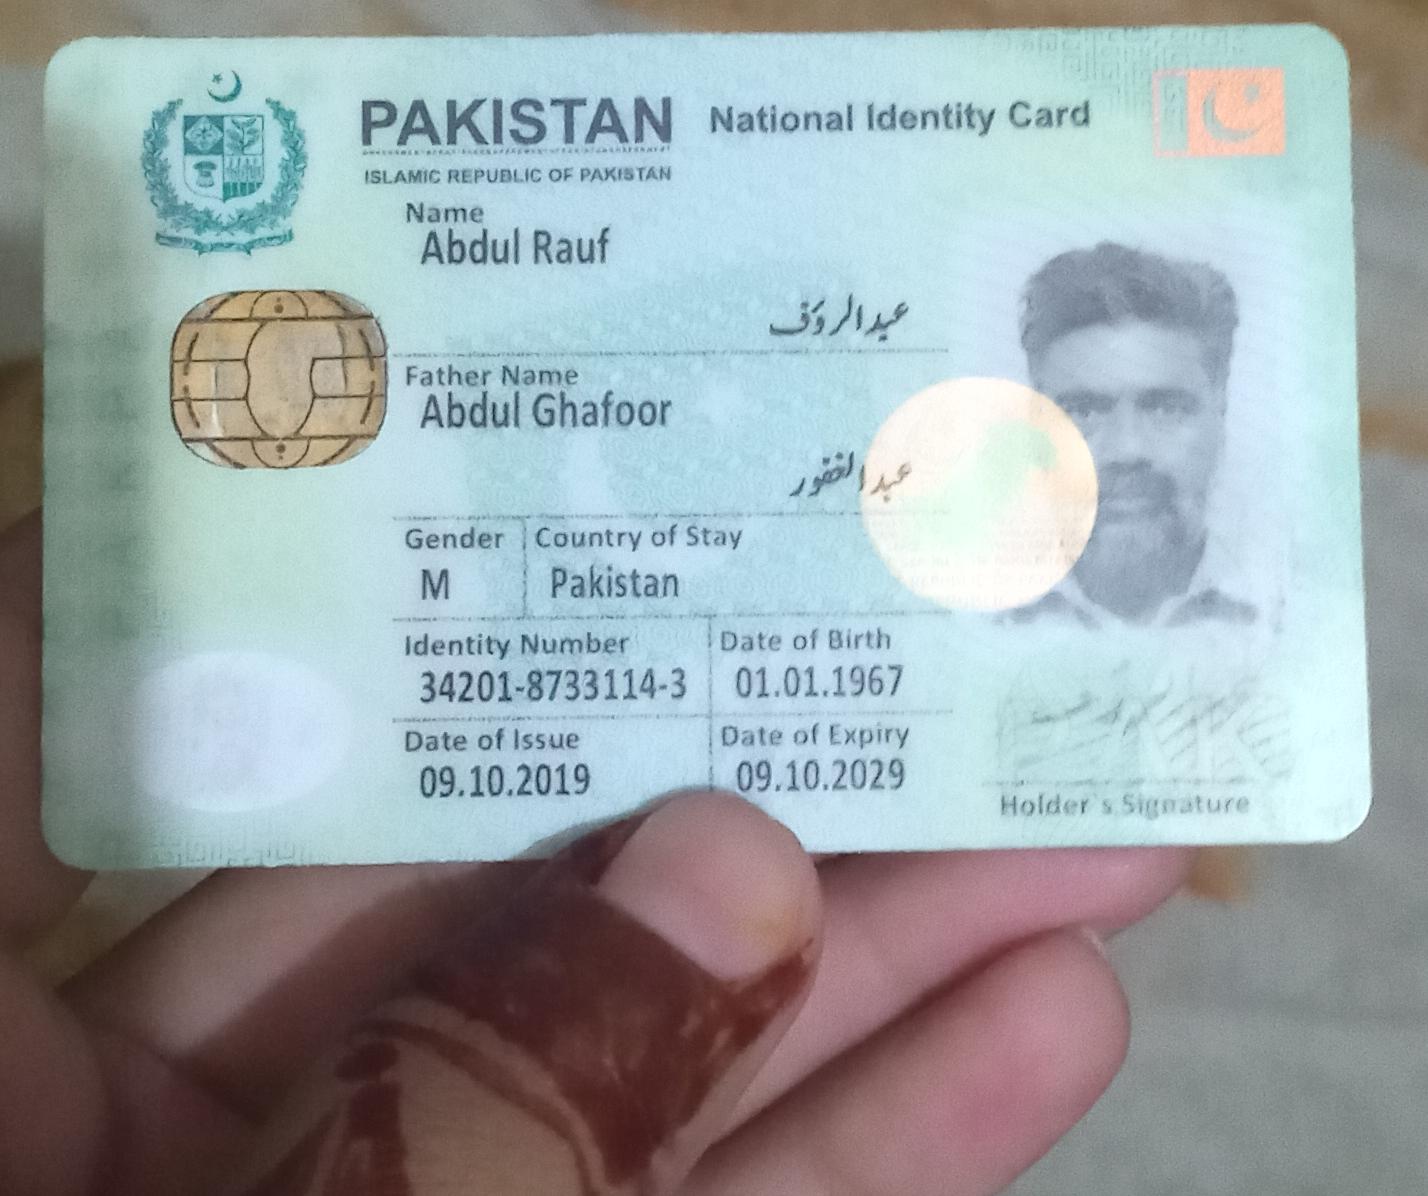 PAKISTAN National Identity Card
ISLAMIC REPUBLIC OF PAKISTAN
Name
Abdul Rauf
عبدالرؤف
Father Name
Abdul Ghafoor
عبدالغفور
Gender Country of Stay
M Pakistan
Identity Number Date of Birth
34201-8733114-3 01.01.1967
Date of Issue Date of Expiry
09.10.2019 09.10.2029
Holder`s Signature